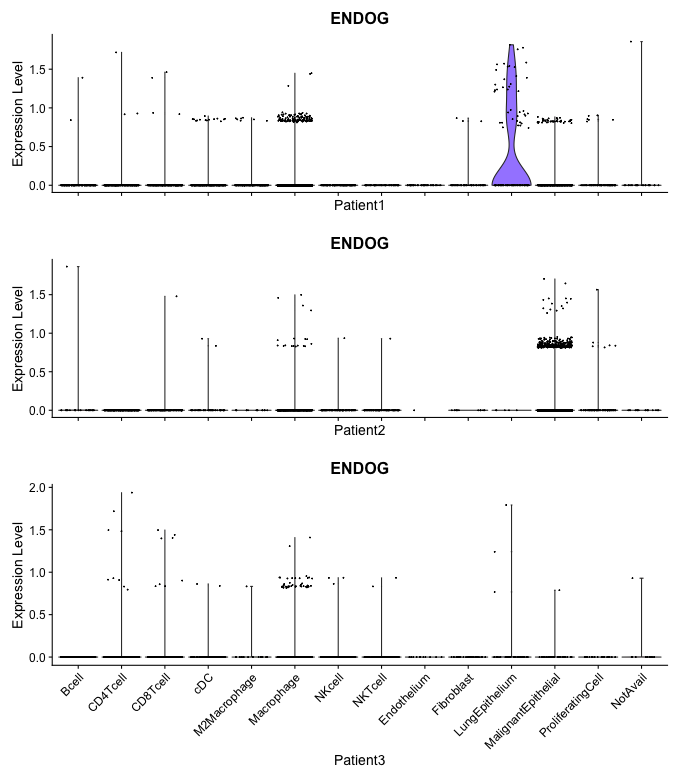 ENDOG
Expression Level
1.5
1.0
0.5
0.0
Patient1
ENDOG
Expression Level
1.5
1.0
0.5
0.0
Patient2
ENDOG
Expression Level
2.0
1.5
1.0
0.5
0.0
Bcell
CD4Tcell
CD8Tcell
cDC
M2Macrophage
Macrophage
NKcell
NKTcell
Endothelium
Fibroblast
LungEpithelium
MalignantEpithelial
ProliferatingCell
NotAvail
Patient3